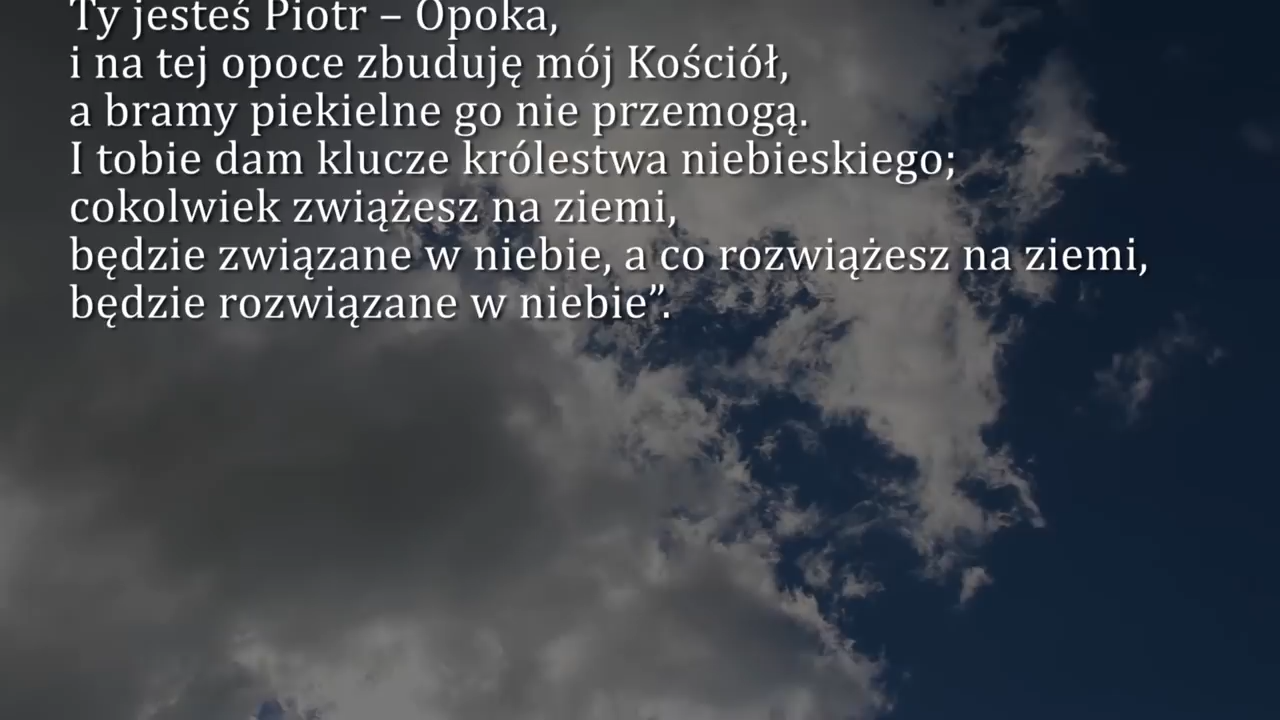 Ty jesteś Piotr – Opoka,
i na tej opoce zbuduję mój Kościół,
a bramy piekielne go nie przemogą.
I tobie dam klucze królestwa niebieskiego;
cokolwiek zwiążesz na ziemi,
będzie związane w niebie, a co rozwiążesz na ziemi,
będzie rozwiązane w niebie”.